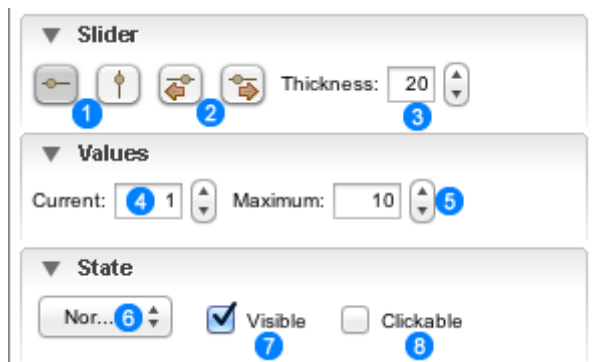 Slider
Thickness: 20
1 2 3
Values
Current: 4 1 Maximum: 10 5
State
Nor... 6 Visible Clickable
7 8